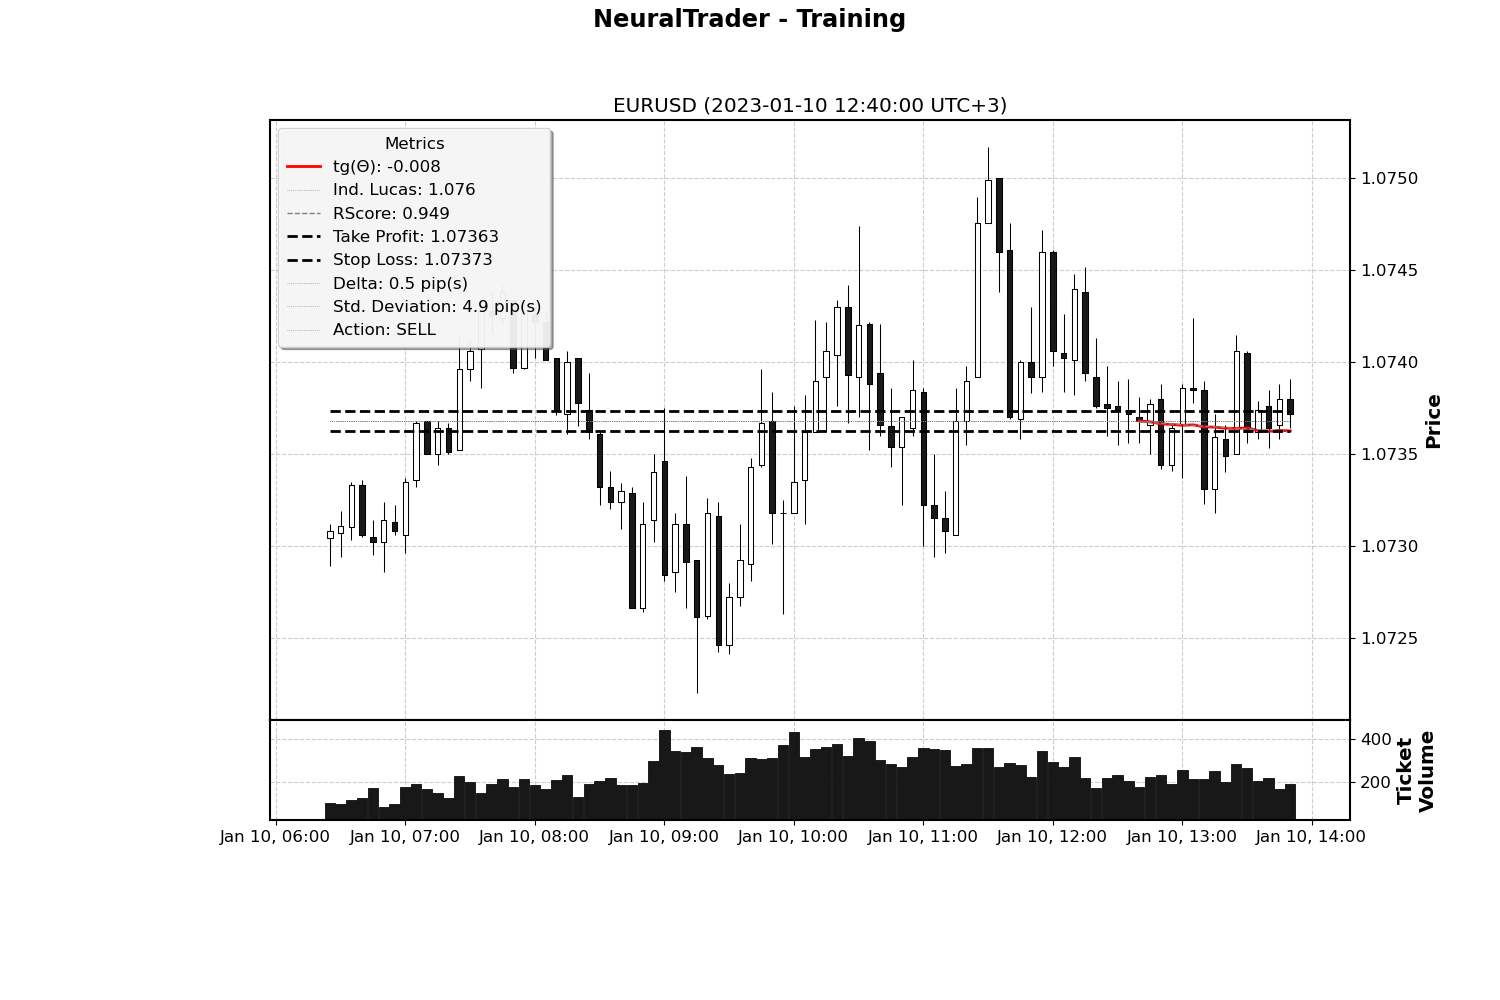 NeuralTrader - Training
EURUSD (2023-01-10 12:40:00 UTC+3)
Metrics
tg(Θ): -0.008
Ind. Lucas: 1.076
RScore: 0.949
Take Profit: 1.07363
Stop Loss: 1.07373
Delta: 0.5 pip(s)
Std. Deviation: 4.9 pip(s)
Action: SELL
1.0750
1.0745
1.0740
1.0735
1.0730
1.0725
Price
400
200
Ticket
Volume
Jan 10, 06:00 Jan 10, 07:00 Jan 10, 08:00 Jan 10, 09:00 Jan 10, 10:00 Jan 10, 11:00 Jan 10, 12:00 Jan 10, 13:00 Jan 10, 14:00